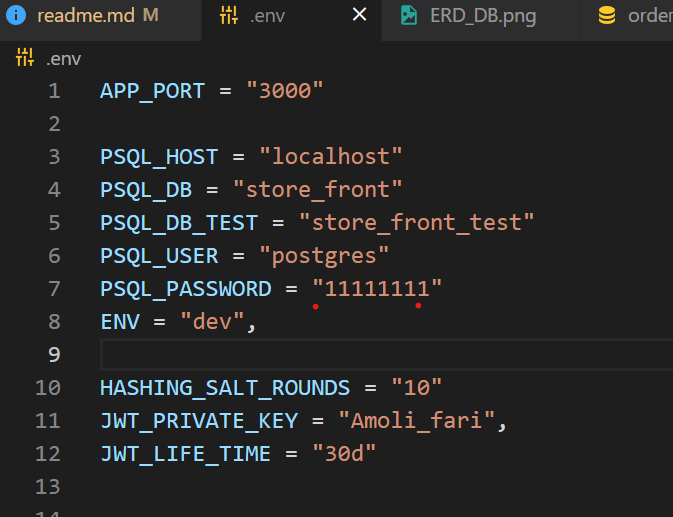 readme.md M .env × ERD_DB.png order
.env
1 APP_PORT = "3000"
2
3 PSQL_HOST = "localhost"
4 PSQL_DB = "store_front"
5 PSQL_DB_TEST = "store_front_test"
6 PSQL_USER = "postgres"
7 PSQL_PASSWORD = "11111111"
8 ENV = "dev",
9
10 HASHING_SALT_ROUNDS = "10"
11 JWT_PRIVATE_KEY = "Amoli_fari",
12 JWT_LIFE_TIME = "30d"
13